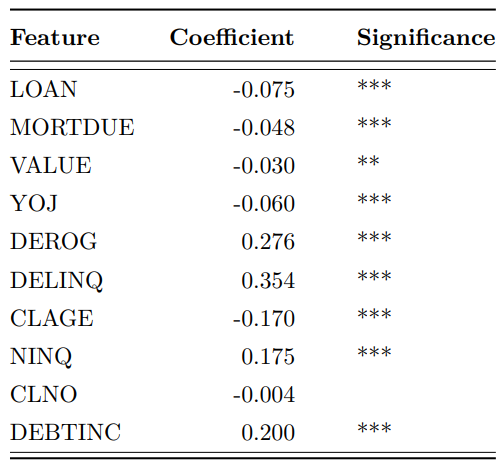 Feature Coefficient Significance
LOAN -0.075 ***
MORTDUE -0.048 ***
VALUE -0.030 **
YOJ -0.060 ***
DEROG 0.276 ***
DELINQ 0.354 ***
CLAGE -0.170 ***
NINQ 0.175 ***
CLNO -0.004
DEBTINC 0.200 ***